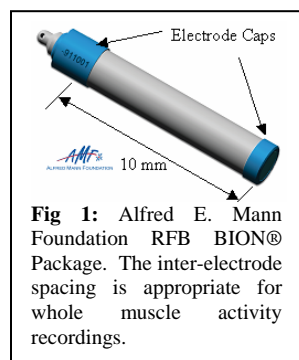 Electrode Caps
-911001
AMF
ALFRED MANN FOUNDATION
10 mm
Fig 1: Alfred E. Mann
Foundation RFB BION®
Package. The inter-electrode
spacing is appropriate for
whole muscle activity
recordings.